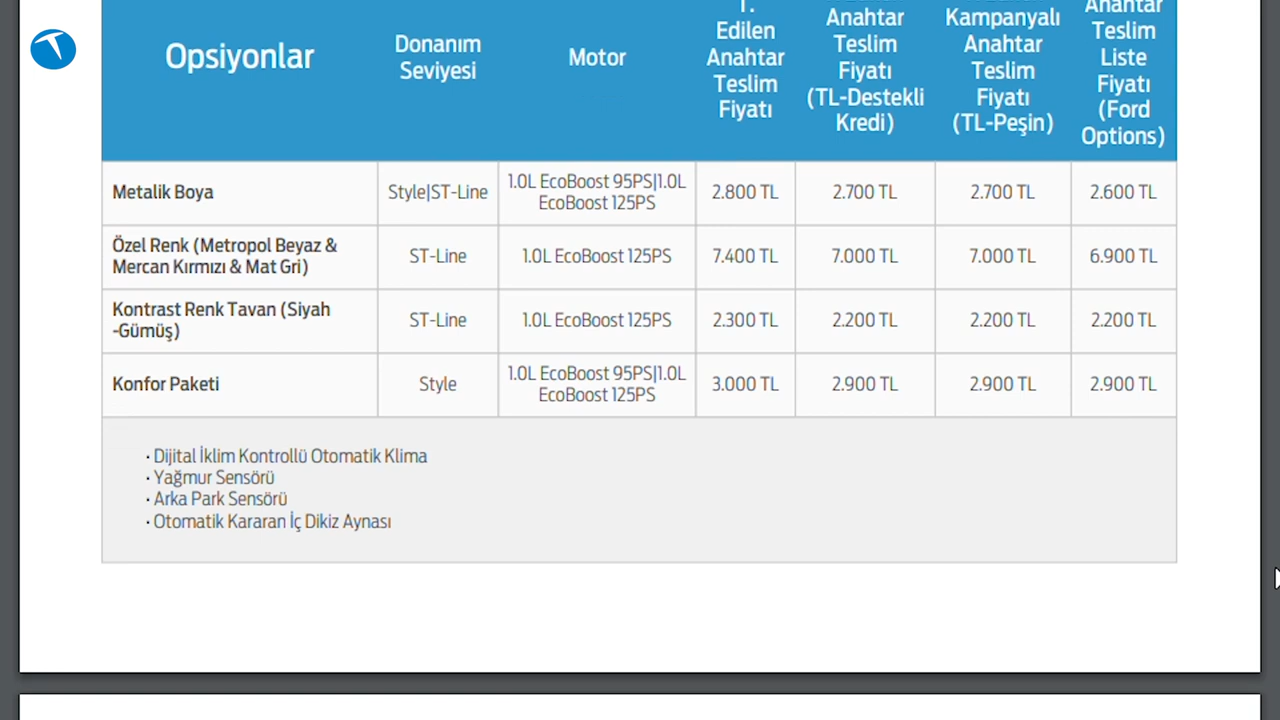 Opsiyonlar
Donanım
Seviyesi
Motor
T.
Edilen
Anahtar
Teslim
Fiyatı
Anahtar
Teslim
Fiyatı
(TL-Destekli
Kredi)
Kampanyalı
Anahtar
Teslim
Fiyatı
(TL-Peşin)
Anahtar
Teslim
Liste
Fiyatı
(Ford
Options)
Metalik Boya
Style|ST-Line
1.0L EcoBoost 95PS|1.0L
EcoBoost 125PS
2.800 TL
2.700 TL
2.700 TL
2.600 TL
Özel Renk (Metropol Beyaz &
Mercan Kırmızı & Mat Gri)
ST-Line
1.0L EcoBoost 125PS
7.400 TL
7.000 TL
7.000 TL
6.900 TL
Kontrast Renk Tavan (Siyah
-Gümüş)
ST-Line
1.0L EcoBoost 125PS
2.300 TL
2.200 TL
2.200 TL
2.200 TL
Konfor Paketi
Style
1.0L EcoBoost 95PS|1.0L
EcoBoost 125PS
3.000 TL
2.900 TL
2.900 TL
2.900 TL
• Dijital İklim Kontrollü Otomatik Klima
• Yağmur Sensörü
• Arka Park Sensörü
• Otomatik Kararan İç Dikiz Aynası